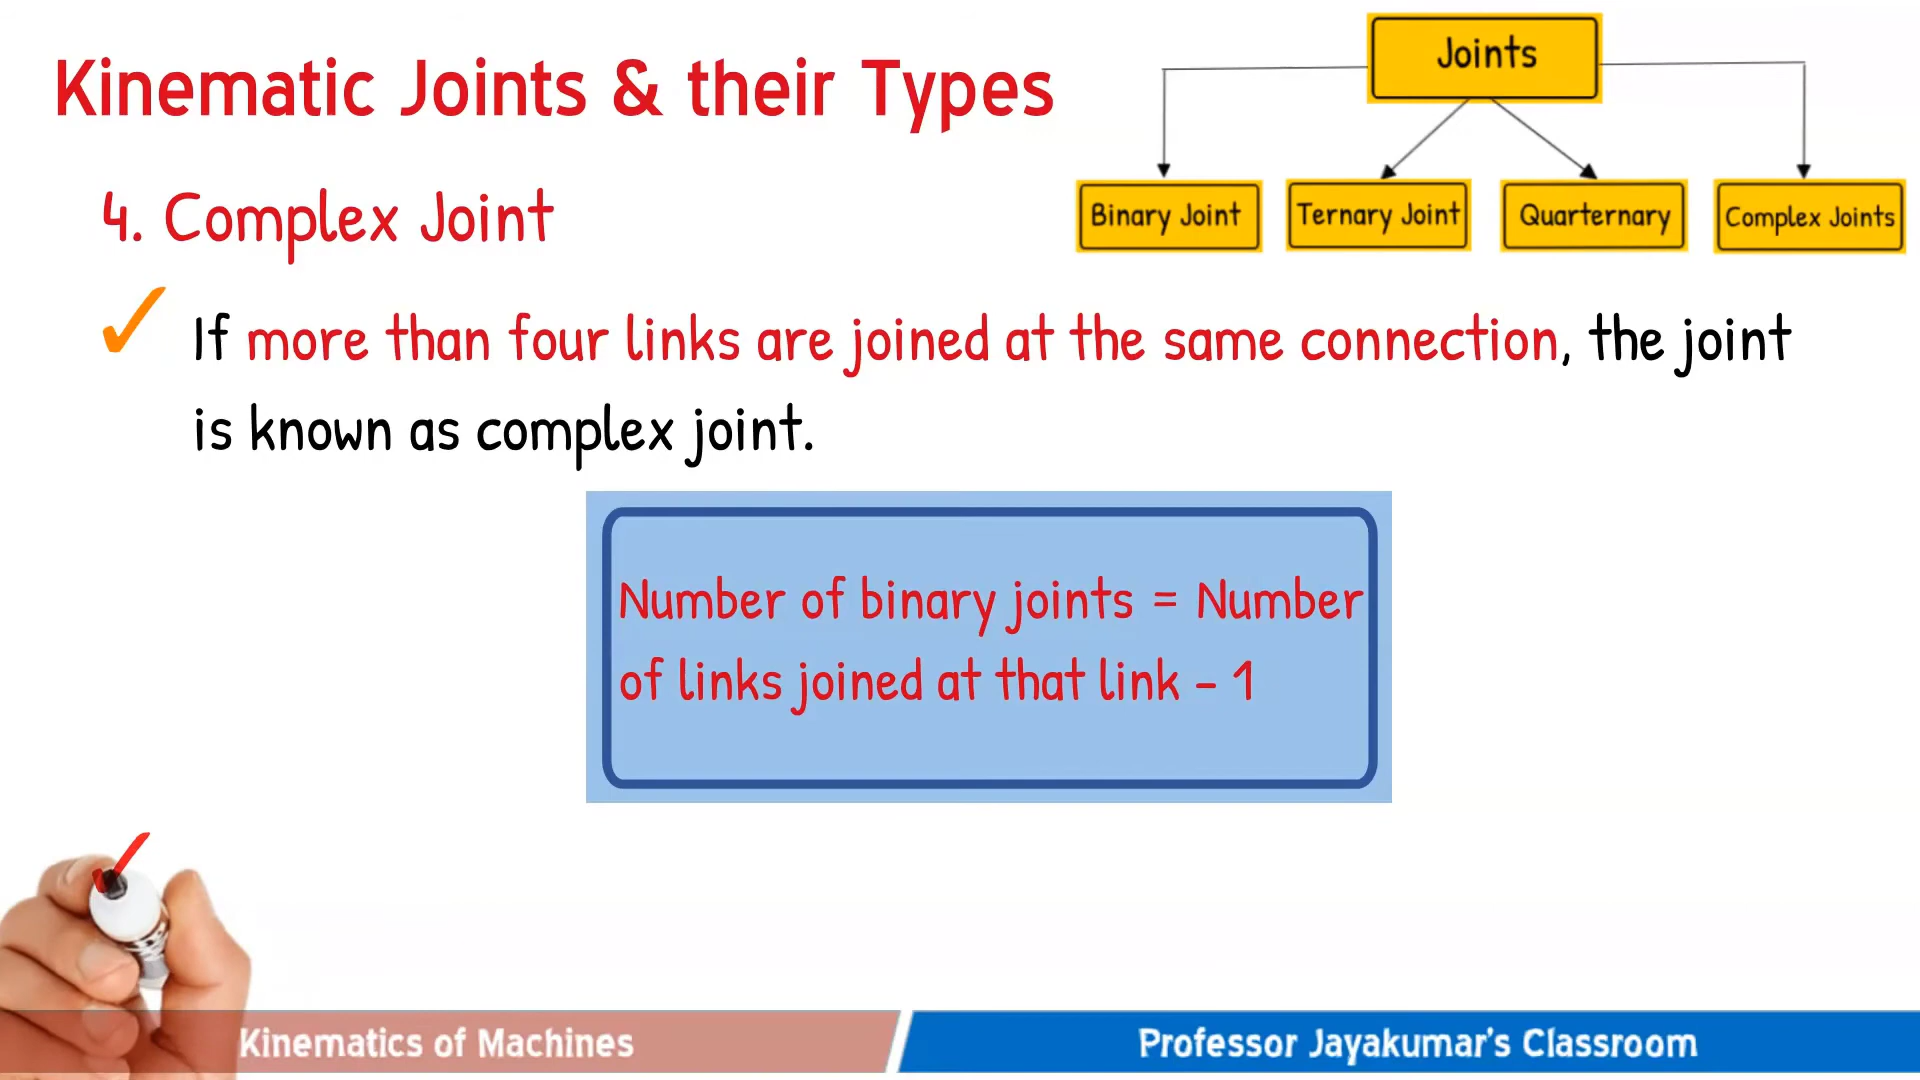 Kinematic Joints & their Types
Joints
Binary Joint
Ternary Joint
Quarternary
Complex Joints
4. Complex Joint
If more than four links are joined at the same connection, the joint
is known as complex joint.
Number of binary joints = Number
of links joined at that link - 1
Kinematics of Machines
Professor Jayakumar's Classroom